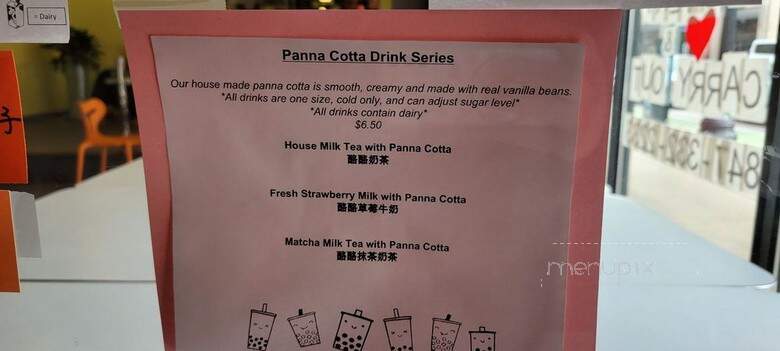 = Dairy
Panna Cotta Drink Series
Our house made panna cotta is smooth, creamy and made with real vanilla beans.
*All drinks are one size, cold only, and can adjust sugar level*
*All drinks contain dairy*
$6.50
House Milk Tea with Panna Cotta
酪酪奶茶
Fresh Strawberry Milk with Panna Cotta
酪酪草莓牛奶
Matcha Milk Tea with Panna Cotta
酪酪抹茶奶茶
子
CARRY OUT
menupix